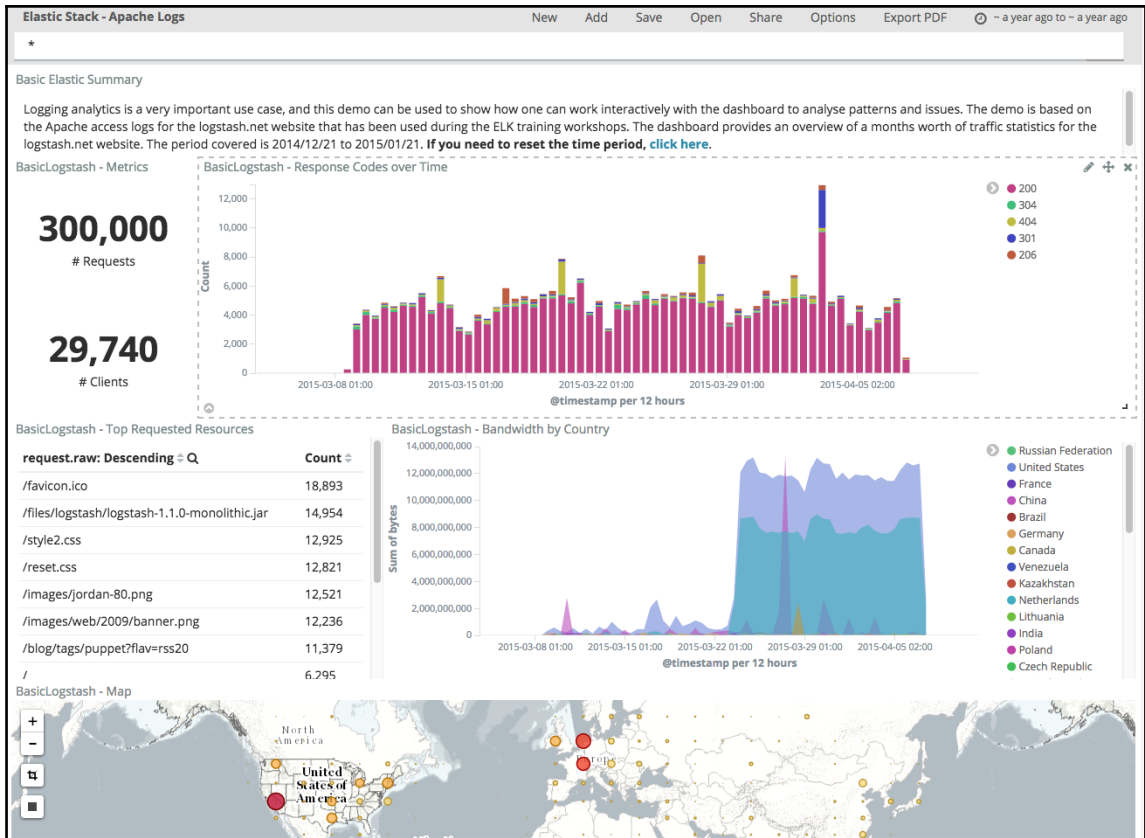 Elastic Stack - Apache Logs
New Add Save Open Share Options Export PDF ~ a year ago to ~ a year ago
*
Basic Elastic Summary
Logging analytics is a very important use case, and this demo can be used to show how one can work interactively with the dashboard to analyse patterns and issues. The demo is based on
the Apache access logs for the logstash.net website that has been used during the ELK training workshops. The dashboard provides an overview of a months worth of traffic statistics for the
logstash.net website. The period covered is 2014/12/21 to 2015/01/21. If you need to reset the time period, click here.
BasicLogstash - Metrics
300,000
# Requests
29,740
# Clients
BasicLogstash - Response Codes over Time
12,000
10,000
8,000
6,000
4,000
2,000
0
Count
2015-03-08 01:00 2015-03-15 01:00 2015-03-22 01:00 2015-03-29 01:00 2015-04-05 02:00
@timestamp per 12 hours
200
304
404
301
206
BasicLogstash - Top Requested Resources
request.raw: Descending Count
/favicon.ico 18,893
/files/logstash/logstash-1.1.0-monolithic.jar 14,954
/style2.css 12,925
/reset.css 12,821
/images/jordan-80.png 12,521
/images/web/2009/banner.png 12,236
/blog/tags/puppet?flav=rss20 11,379
/ 6,295
BasicLogstash - Bandwidth by Country
14,000,000,000
12,000,000,000
10,000,000,000
8,000,000,000
6,000,000,000
4,000,000,000
2,000,000,000
0
Sum of bytes
2015-03-08 01:00 2015-03-15 01:00 2015-03-22 01:00 2015-03-29 01:00 2015-04-05 02:00
@timestamp per 12 hours
Russian Federation
United States
France
China
Brazil
Germany
Canada
Venezuela
Kazakhstan
Netherlands
Lithuania
India
Poland
Czech Republic
BasicLogstash - Map
+
-
North
America
United
States of
America